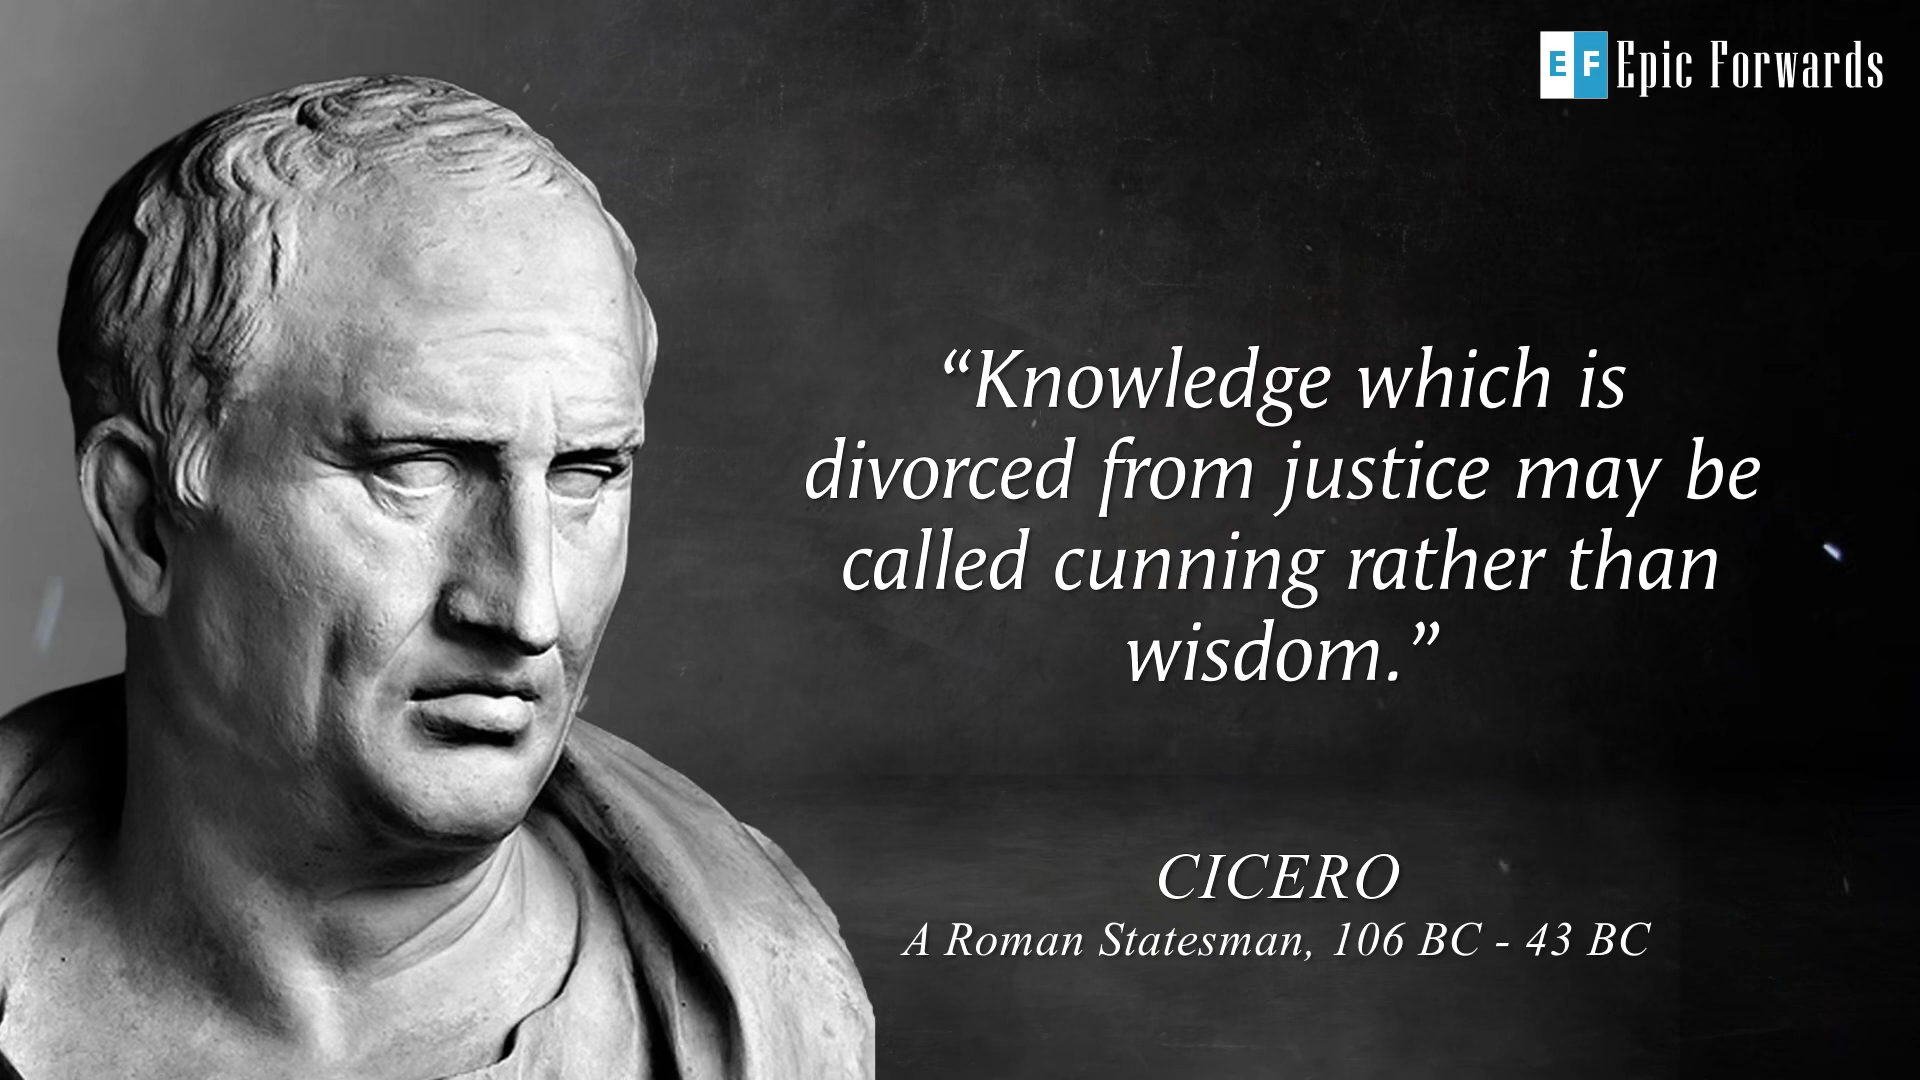 EF Epic Forwards
“Knowledge which is
divorced from justice may be
called cunning rather than
wisdom.”
CICERO
A Roman Statesman, 106 BC - 43 BC